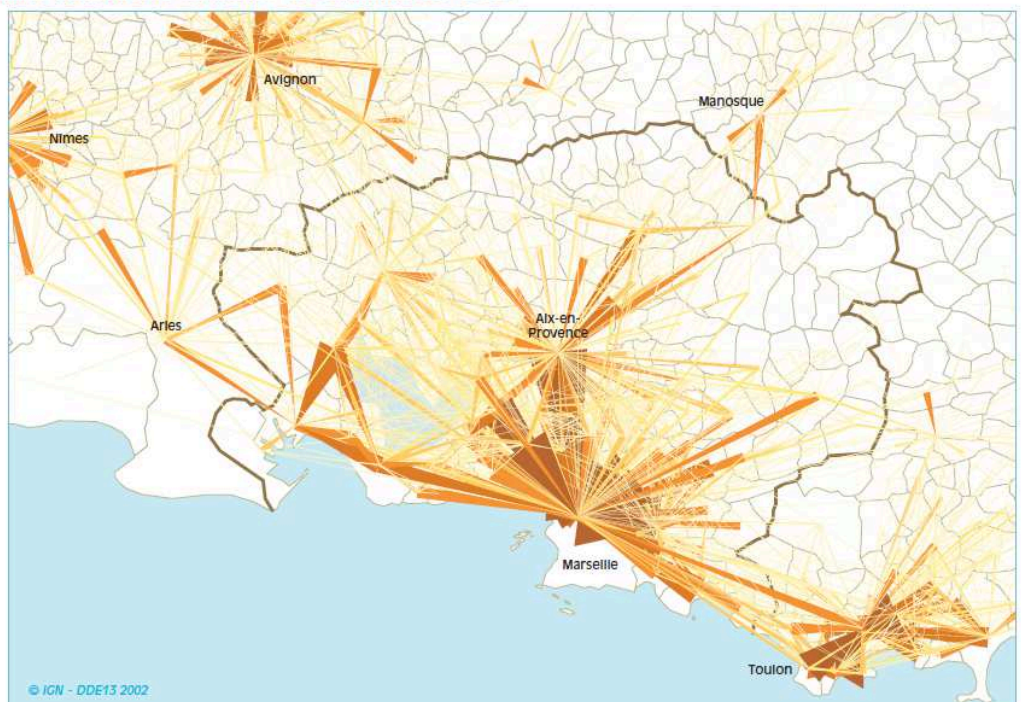 Avignon
Manosque
Nîmes
Arles
Aix-en-
Provence
Marseille
Toulon
© IGN - DDE13 2002